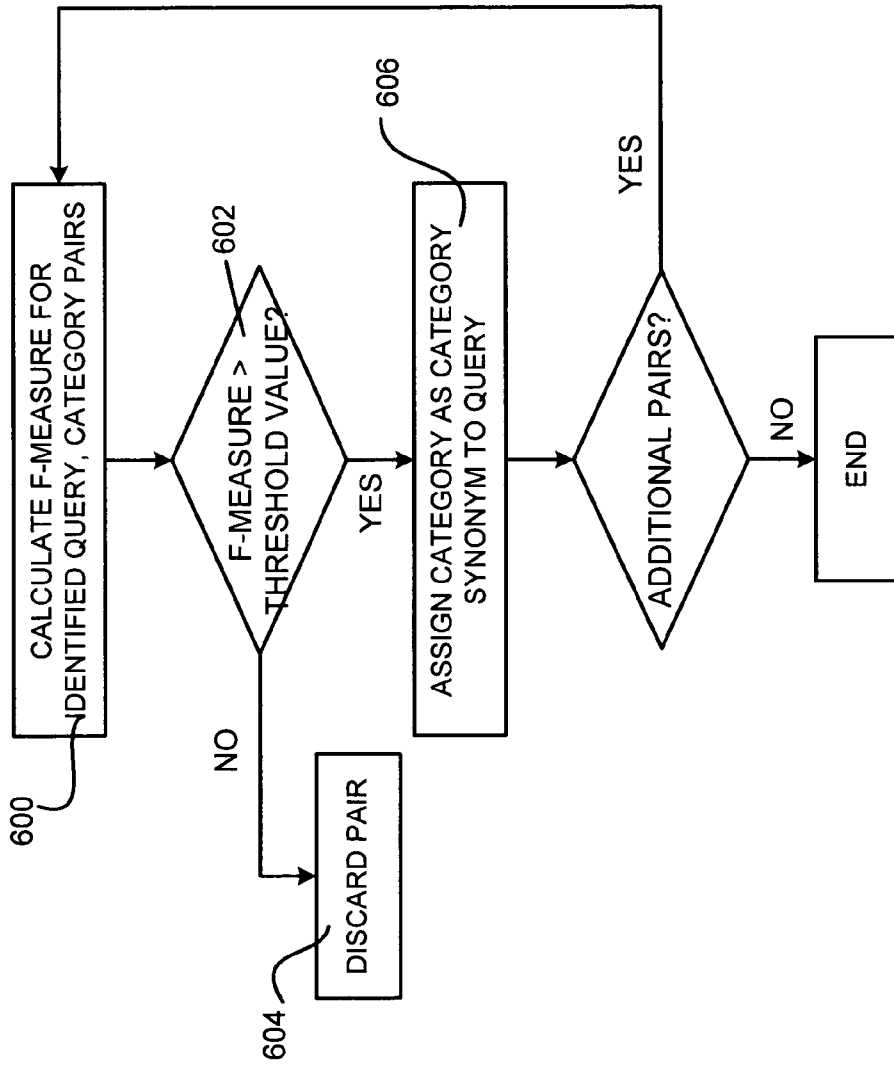 CALCULATE F-MEASURE FOR
IDENTIFIED QUERY, CATEGORY PAIRS
600
F-MEASURE >
THRESHOLD VALUE?
602
NO
YES
DISCARD PAIR
604
ASSIGN CATEGORY AS CATEGORY
SYNONYM TO QUERY
606
ADDITIONAL PAIRS?
YES
NO
END